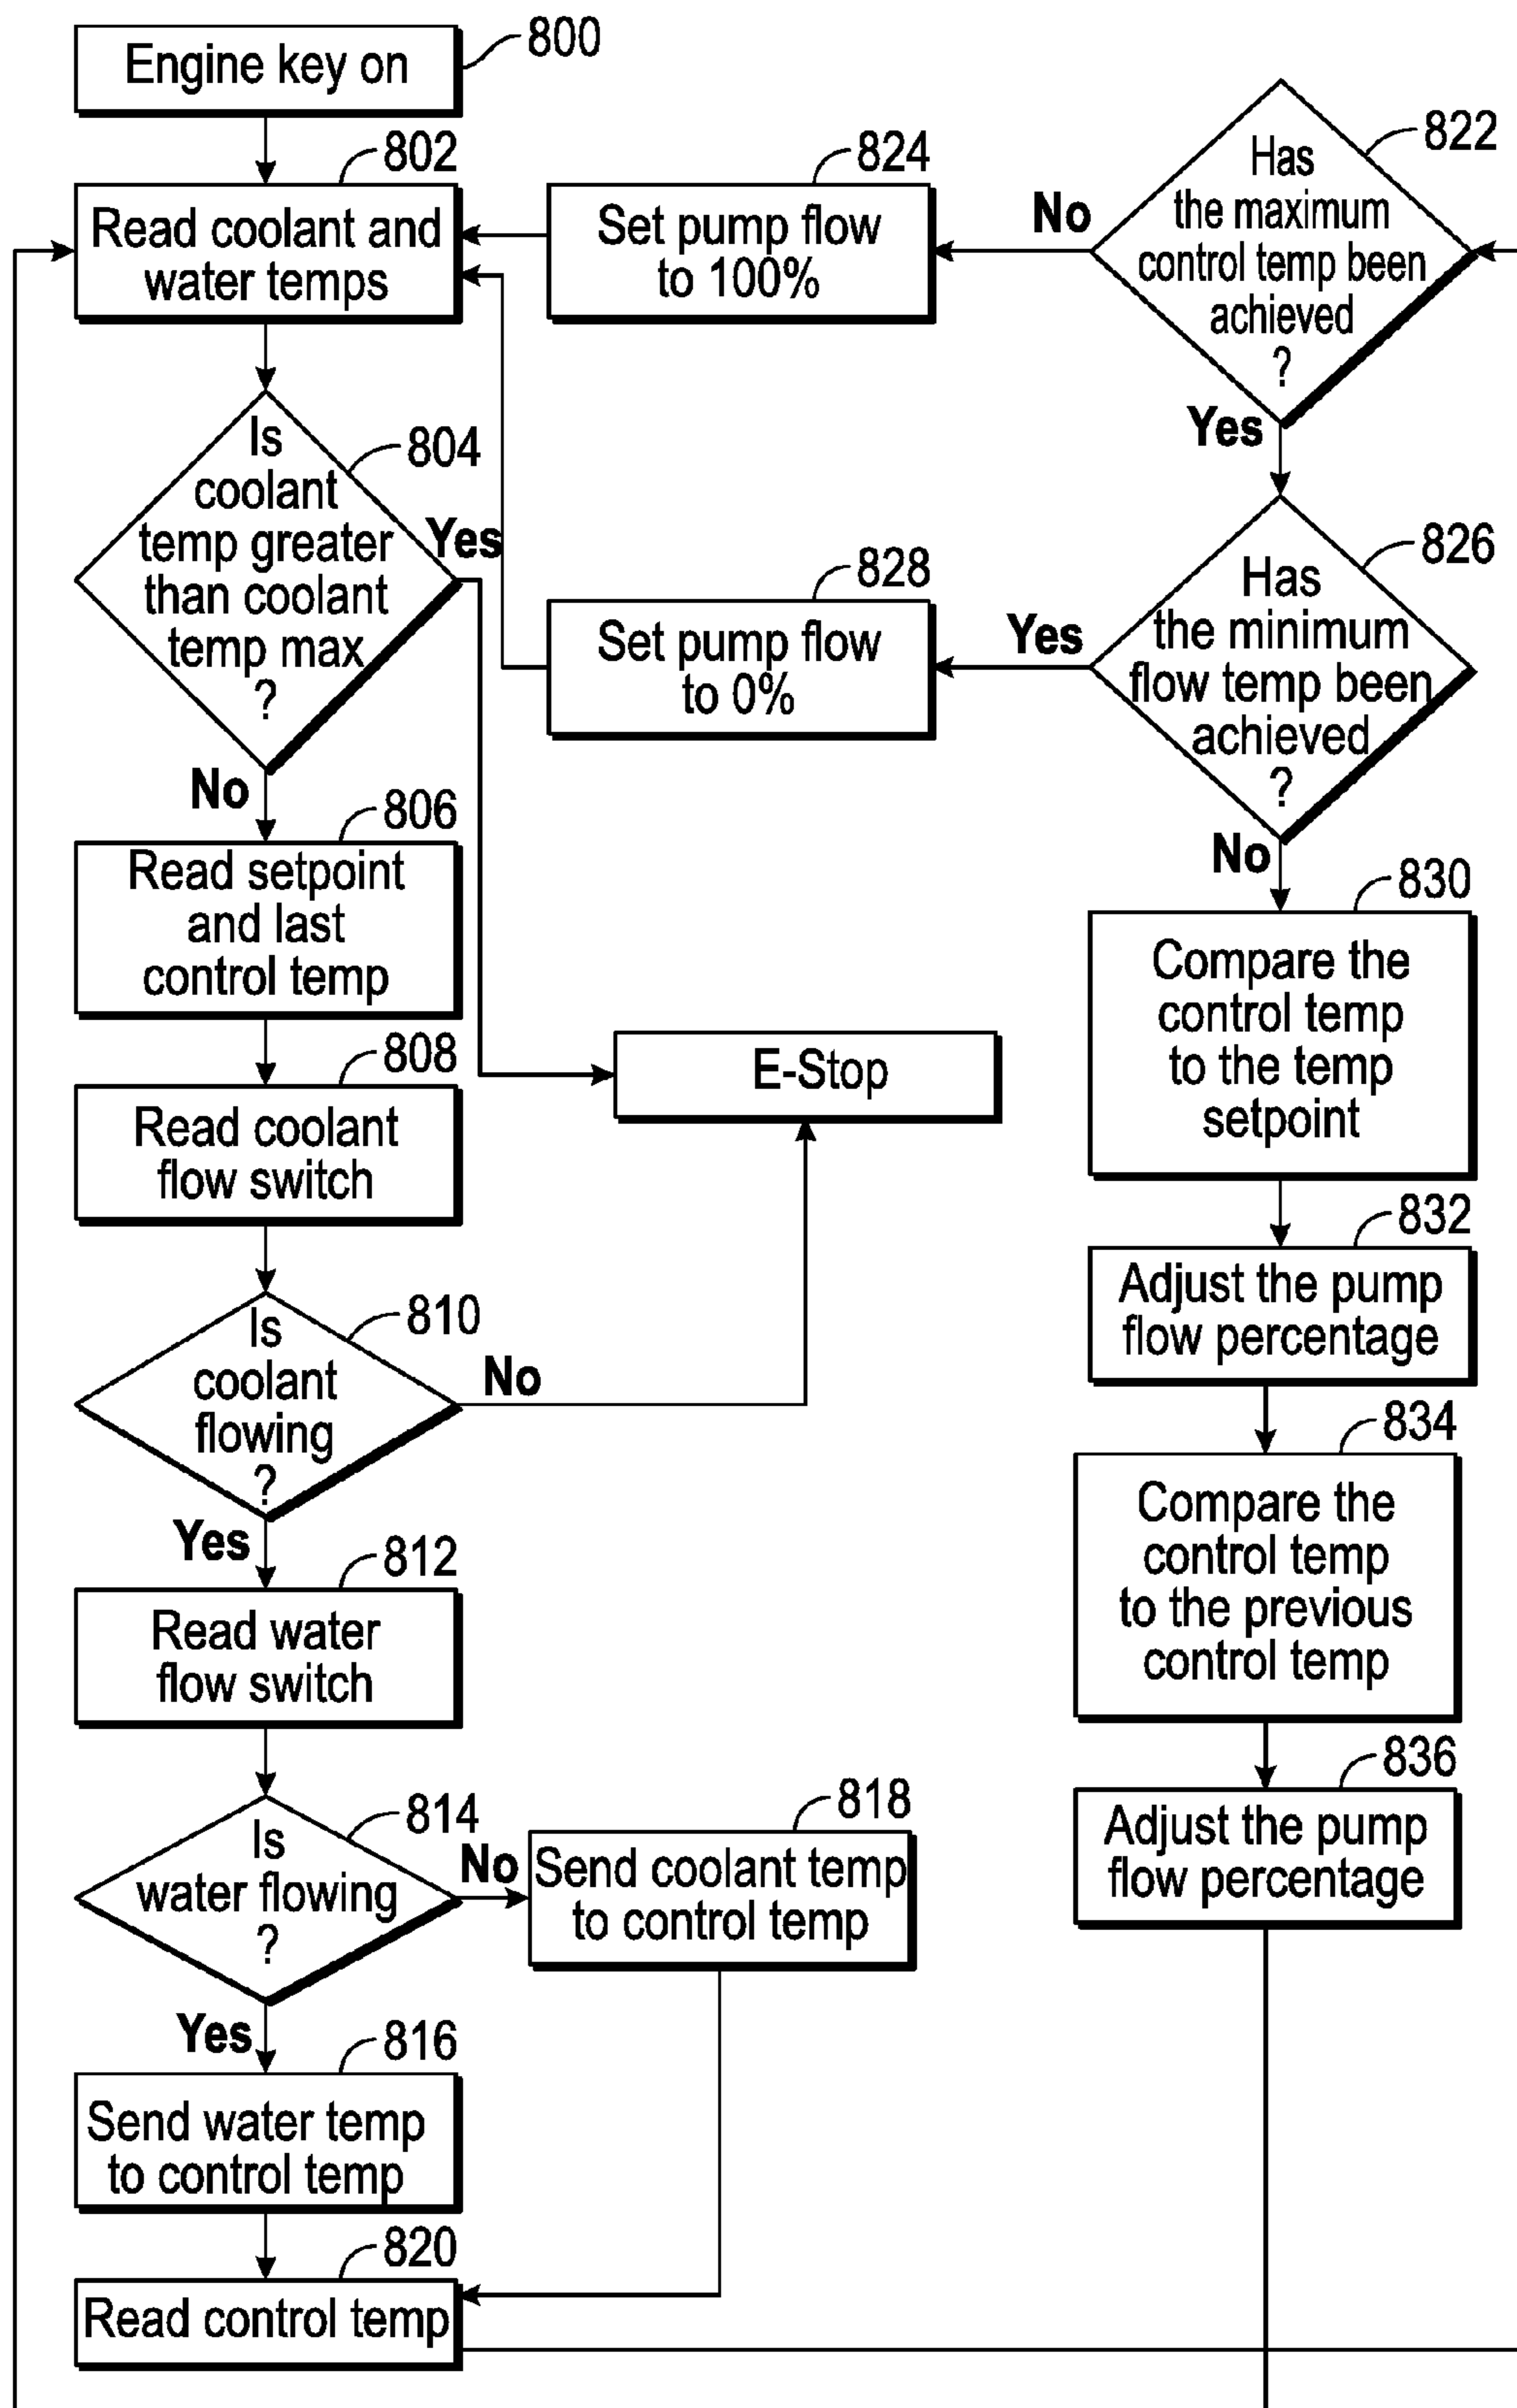 Engine key on
800
802
Read coolant and
water temps
Is
coolant
temp greater
than coolant
temp max
?
804
Yes
No
806
Read setpoint
and last
control temp
808
Read coolant
flow switch
Is
coolant
flowing
?
810
No
Yes
812
Read water
flow switch
Is
water flowing
?
814
No
Yes
818
Send coolant temp
to control temp
816
Send water temp
to control temp
820
Read control temp
E-Stop
824
Set pump flow
to 100%
822
Has
the maximum
control temp been
achieved
?
No
Yes
828
Set pump flow
to 0%
826
Has
the minimum
flow temp been
achieved
?
Yes
No
830
Compare the
control temp
to the temp
setpoint
832
Adjust the pump
flow percentage
834
Compare the
control temp
to the previous
control temp
836
Adjust the pump
flow percentage